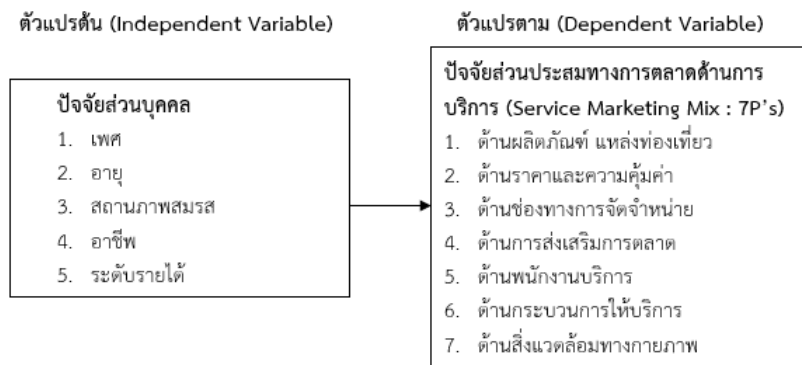 ตัวแปรต้น (Independent Variable)
ปัจจัยส่วนบุคคล
1. เพศ
2. อายุ
3. สถานภาพสมรส
4. อาชีพ
5. ระดับรายได้
ตัวแปรตาม (Dependent Variable)
ปัจจัยส่วนประสมทางการตลาดด้านการ
บริการ (Service Marketing Mix : 7P's)
1. ด้านผลิตภัณฑ์ แหล่งท่องเที่ยว
2. ด้านราคาและความคุ้มค่า
3. ด้านช่องทางการจัดจำหน่าย
4. ด้านการส่งเสริมการตลาด
5. ด้านพนักงานบริการ
6. ด้านกระบวนการให้บริการ
7. ด้านสิ่งแวดล้อมทางกายภาพ